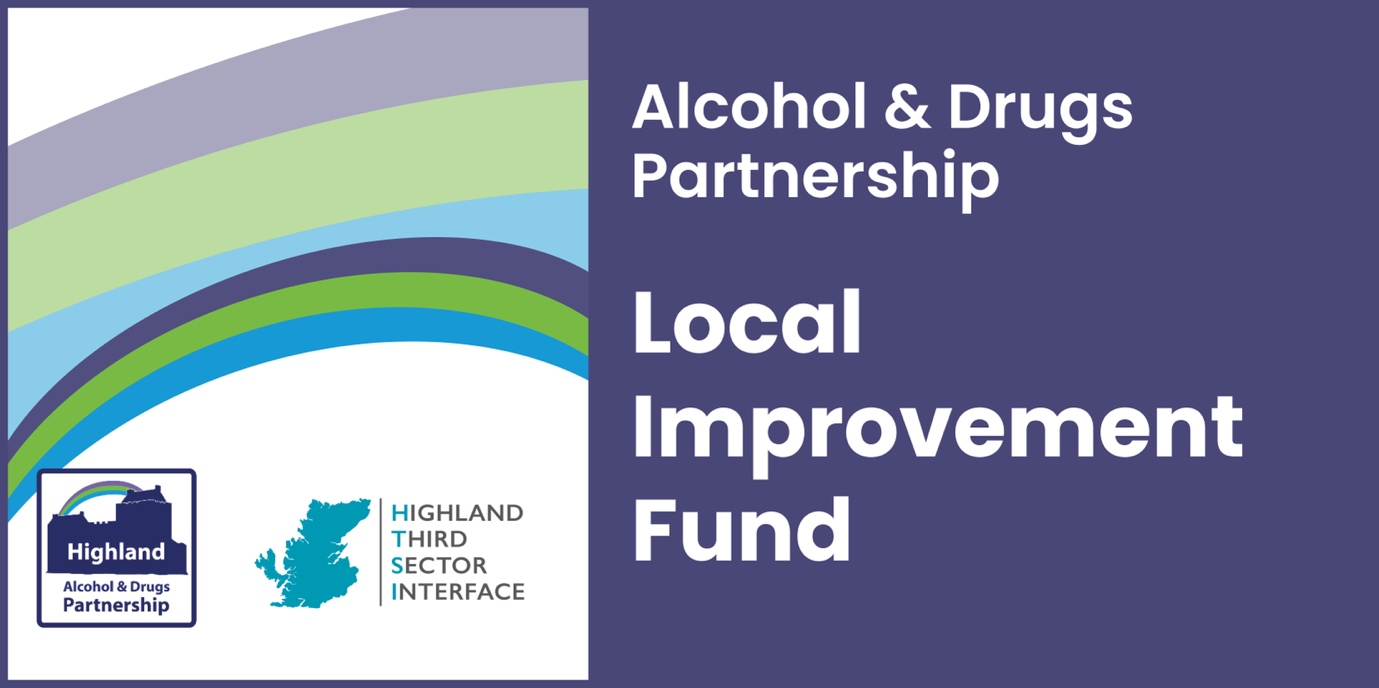 Alcohol & Drugs
Partnership
Local
Improvement
Fund
Highland
Alcohol & Drugs
Partnership
HIGHLAND
THIRD
SECTOR
INTERFACE